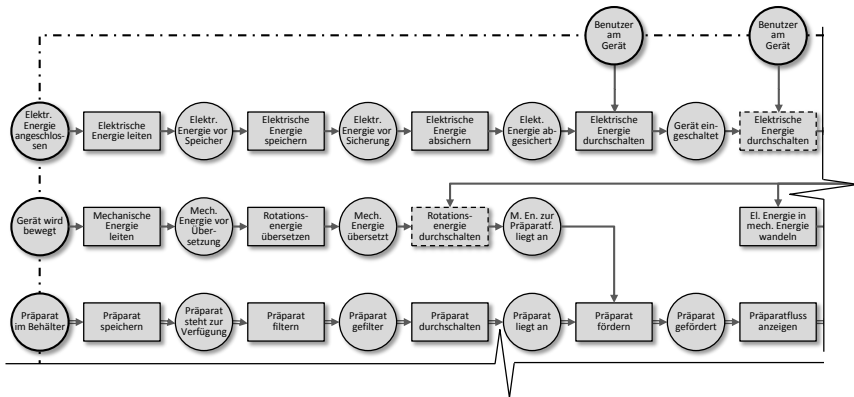 Benutzer
am
Gerät
Benutzer
am
Gerät
Elektr.
Energie
angeschlos-
sen
Elektrische
Energie leiten
Elektr.
Energie vor
Speicher
Elektrische
Energie
speichern
Elektr.
Energie vor
Sicherung
Elektrische
Energie
absichern
Elekt.
Energie ab-
gesichert
Elektrische
Energie
durchschalten
Gerät ein-
geschaltet
Elektrische
Energie
durchschalten
Gerät wird
bewegt
Mechanische
Energie
leiten
Mech.
Energie vor
Über-
setzung
Rotations-
energie
übersetzen
Mech.
Energie
übersetzt
Rotations-
energie
durchschalten
M. En. zur
Präparatf.
liegt an
El. Energie in
mech. Energie
wandeln
Präparat
im Behälter
Präparat
speichern
Präparat
steht zur
Verfügung
Präparat
filtern
Präparat
gefilter
Präparat
durchschalten
Präparat
liegt an
Präparat
fördern
Präparat
gefördert
Präparatfluss
anzeigen